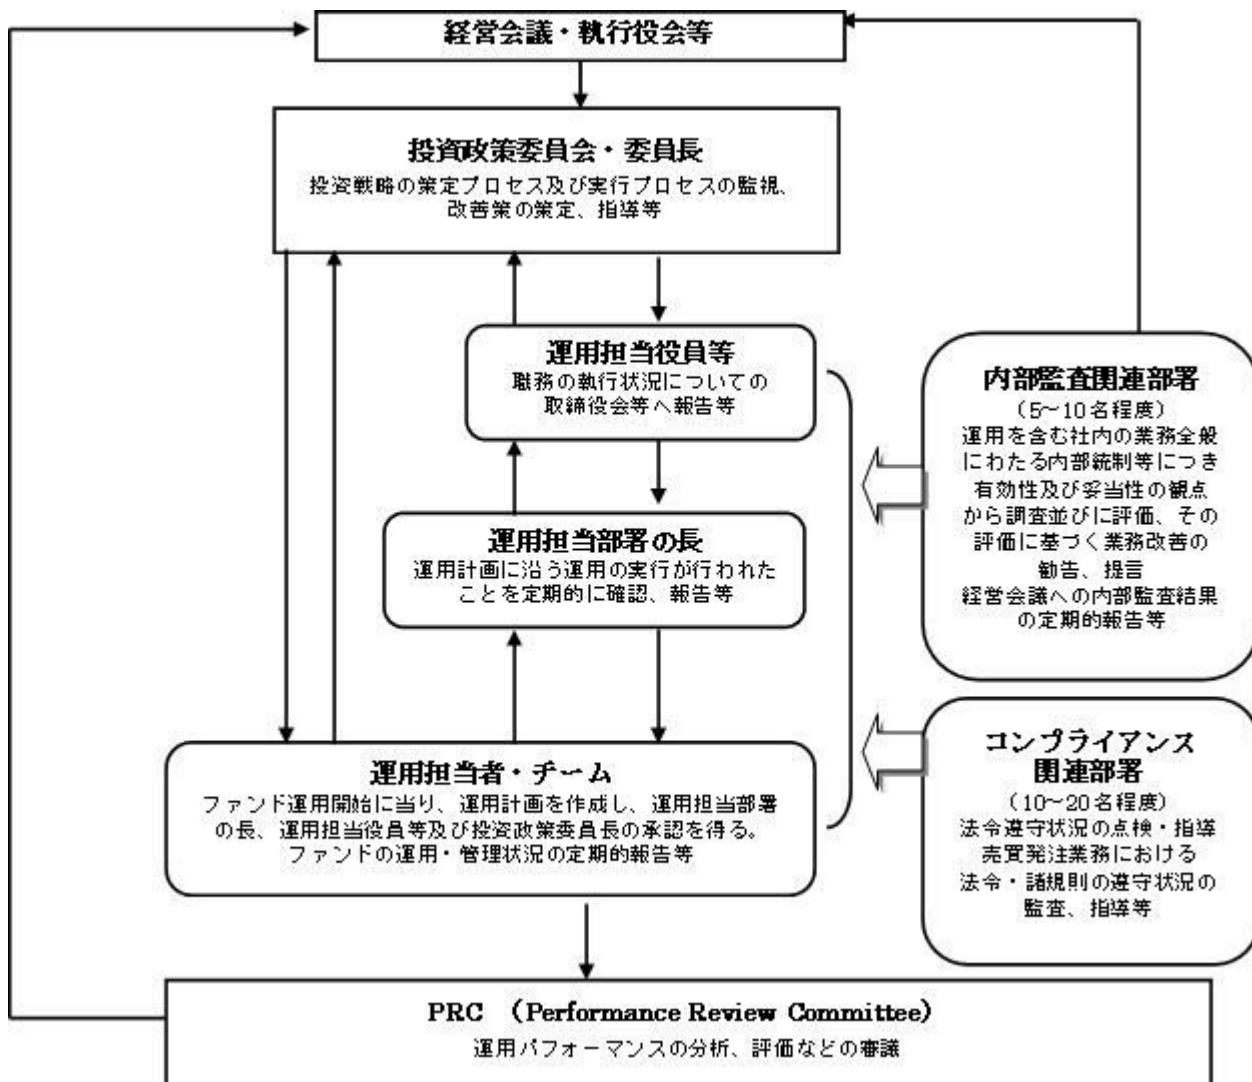 経営会議・執行役会等
投資政策委員会・委員長
投資戦略の策定プロセス及び実行プロセスの監視、
改善策の策定、指導等
運用担当役員等
職務の執行状況についての
取締役会等へ報告等
運用担当部署の長
運用計画に沿う運用の実行が行われた
ことを定期的に確認、報告等
運用担当者・チーム
ファンド運用開始に当り、運用計画を作成し、運用担当部署
の長、運用担当役員等及び投資政策委員長の承認を得る。
ファンドの運用・管理状況の定期的報告等
内部監査関連部署
（5～10名程度）
運用を含む社内の業務全般
にわたる内部統制等につき
有効性及び妥当性の観点
から調査並びに評価、その
評価に基づく業務改善の
勧告、提言
経営会議への内部監査結果
の定期的報告等
コンプライアンス
関連部署
（10～20名程度）
法令遵守状況の点検・指導
売買発注業務における
法令・諸規則の遵守状況の
監査、指導等
PRC （Performance Review Committee）
運用パフォーマンスの分析、評価などの審議